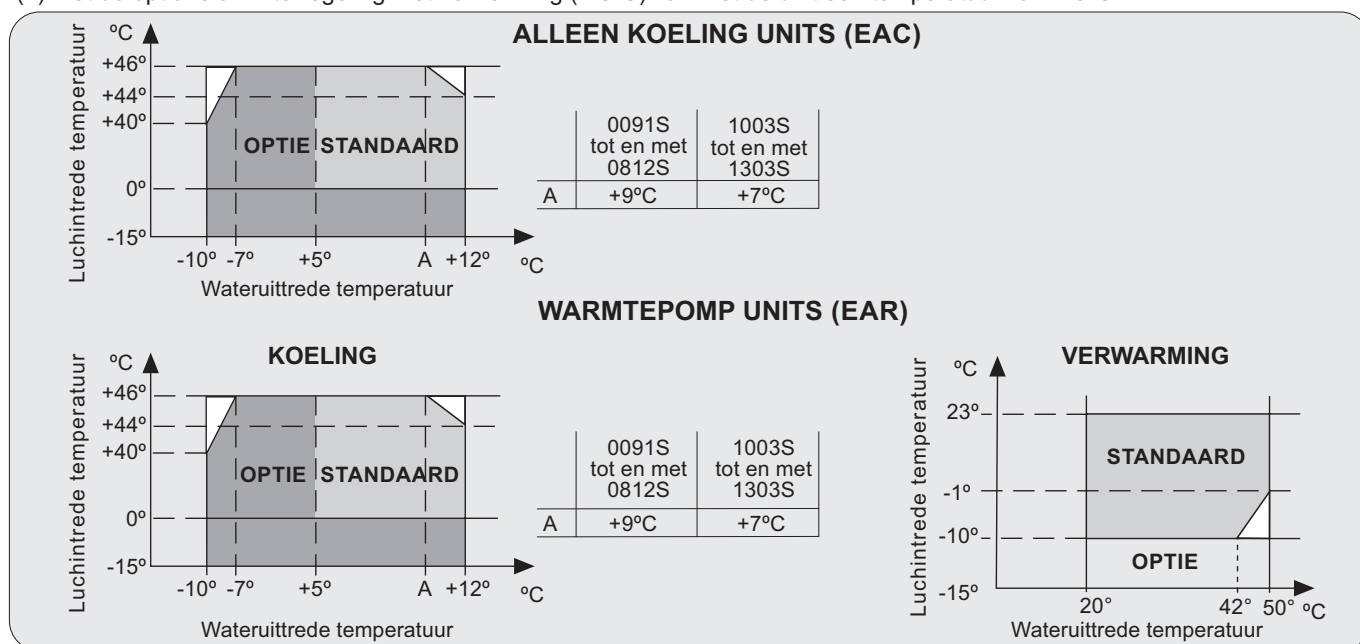 ALLEEN KOELING UNITS (EAC)
Luchintrede temperatuur
ºC
+46º
+44º
+40º
0º
-15º
OPTIE STANDAARD
-10º -7º +5º A +12º ºC
Wateruittrede temperatuur
0091S 1003S
tot en met tot en met
0812S 1303S
A +9ºC +7ºC
WARMTEPOMP UNITS (EAR)
KOELING
Luchintrede temperatuur
ºC
+46º
+44º
+40º
0º
-15º
OPTIE STANDAARD
-10º -7º +5º A +12º ºC
Wateruittrede temperatuur
0091S 1003S
tot en met tot en met
0812S 1303S
A +9ºC +7ºC
VERWARMING
Luchintrede temperatuur
ºC
23º
-1º
-10º
-15º
STANDAARD
OPTIE
20° 42° 50° ºC
Wateruittrede temperatuur